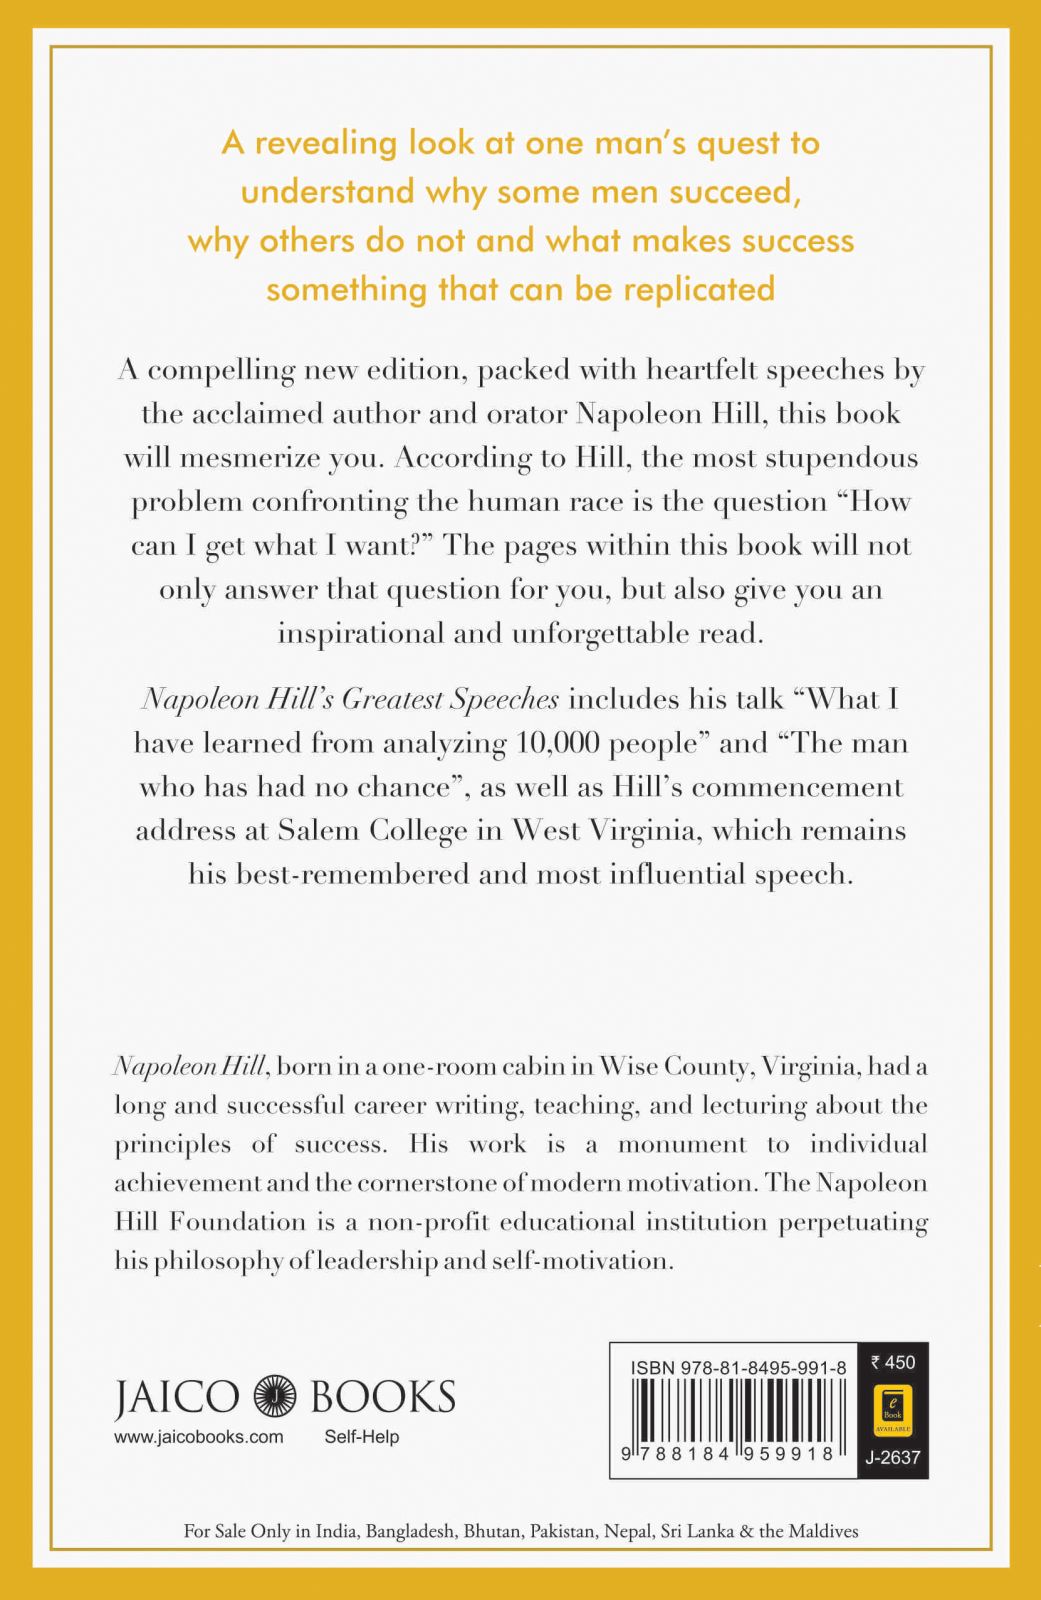 A revealing look at one man's quest to
understand why some men succeed,
why others do not and what makes success
something that can be replicated
A compelling new edition, packed with heartfelt speeches by
the acclaimed author and orator Napoleon Hill, this book
will mesmerize you. According to Hill, the most stupendous
problem confronting the human race is the question “How
can I get what I want?” The pages within this book will not
only answer that question for you, but also give you an
inspirational and unforgettable read.
Napoleon Hill’s Greatest Speeches includes his talk “What I
have learned from analyzing 10,000 people” and “The man
who has had no chance”, as well as Hill’s commencement
address at Salem College in West Virginia, which remains
his best-remembered and most influential speech.
Napoleon Hill, born in a one-room cabin in Wise County, Virginia, had a
long and successful career writing, teaching, and lecturing about the
principles of success. His work is a monument to individual
achievement and the cornerstone of modern motivation. The Napoleon
Hill Foundation is a non-profit educational institution perpetuating
his philosophy of leadership and self-motivation.
JAICO J BOOKS
www.jaicobooks.com Self-Help
ISBN 978-81-8495-991-8
9 788184 959918
₹ 450
e
Book
AVAILABLE
J-2637
For Sale Only in India, Bangladesh, Bhutan, Pakistan, Nepal, Sri Lanka & the Maldives